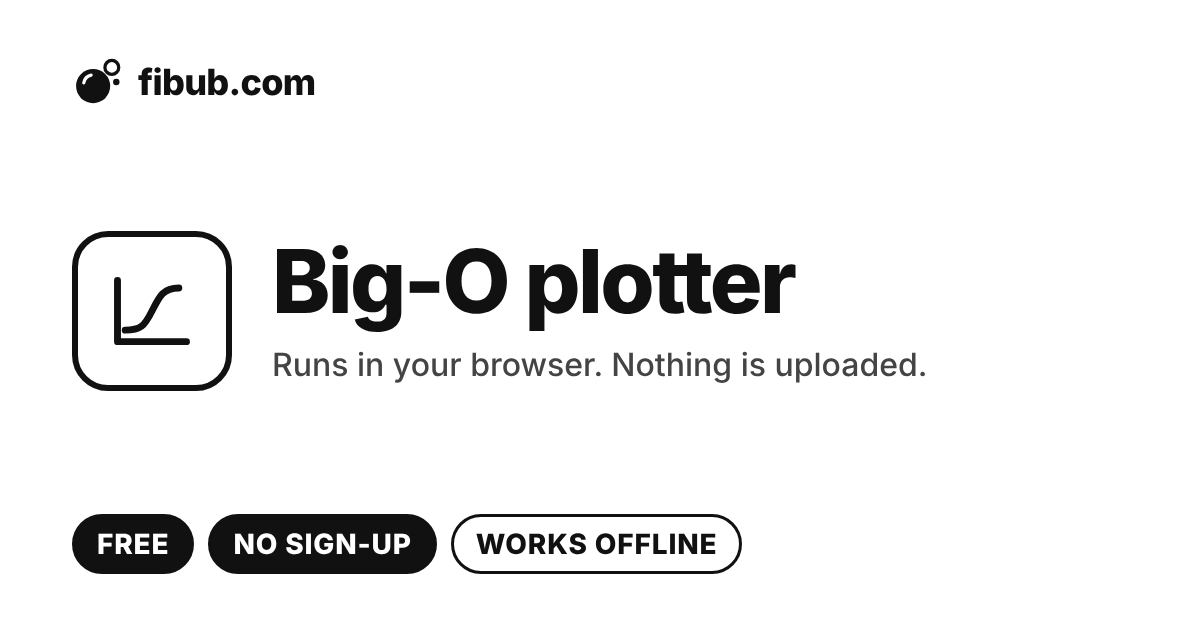 fibub.com
Big-O plotter
Runs in your browser. Nothing is uploaded.
FREE
NO SIGN-UP
WORKS OFFLINE